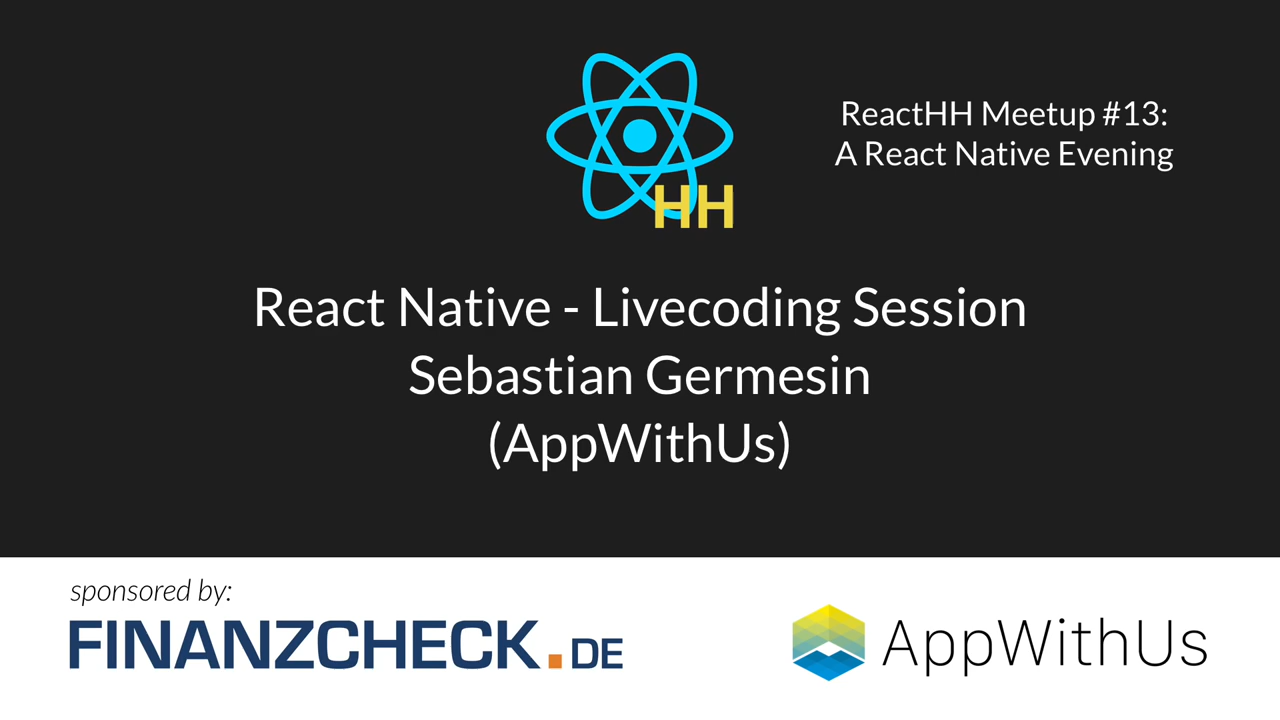 ReactHH Meetup #13:
A React Native Evening
HH
React Native - Livecoding Session
Sebastian Germesin
(AppWithUs)
sponsored by:
FINANZCHECK.DE
AppWithUs